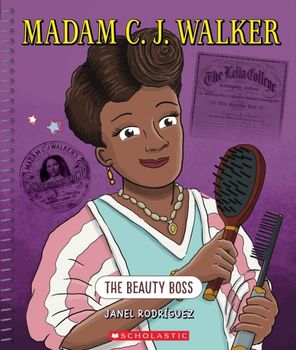 MADAM C. J. WALKER
The Lelia College
MADAM C.J. WALKER'S
THE BEAUTY BOSS
JANEL RODRÍGUEZ
SCHOLASTIC